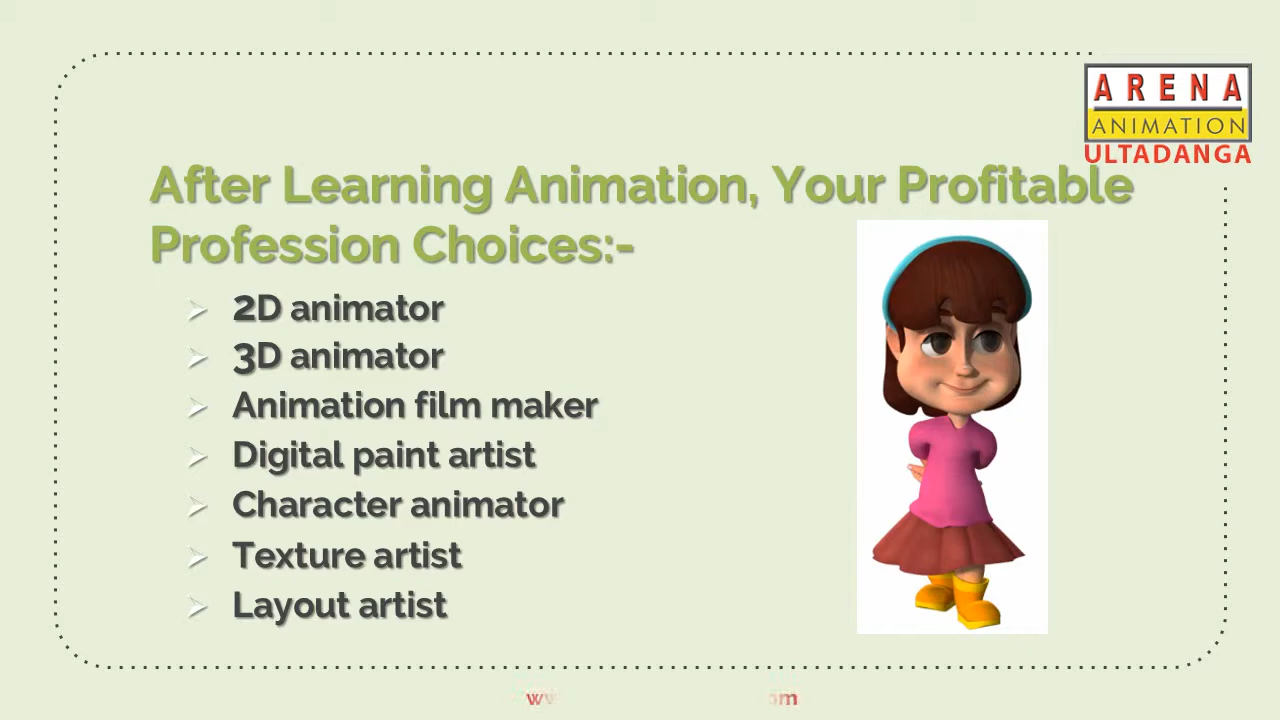 ARENA
ANIMATION
ULTADANGA
After Learning Animation, Your Profitable
Profession Choices:-
2D animator
3D animator
Animation film maker
Digital paint artist
Character animator
Texture artist
Layout artist